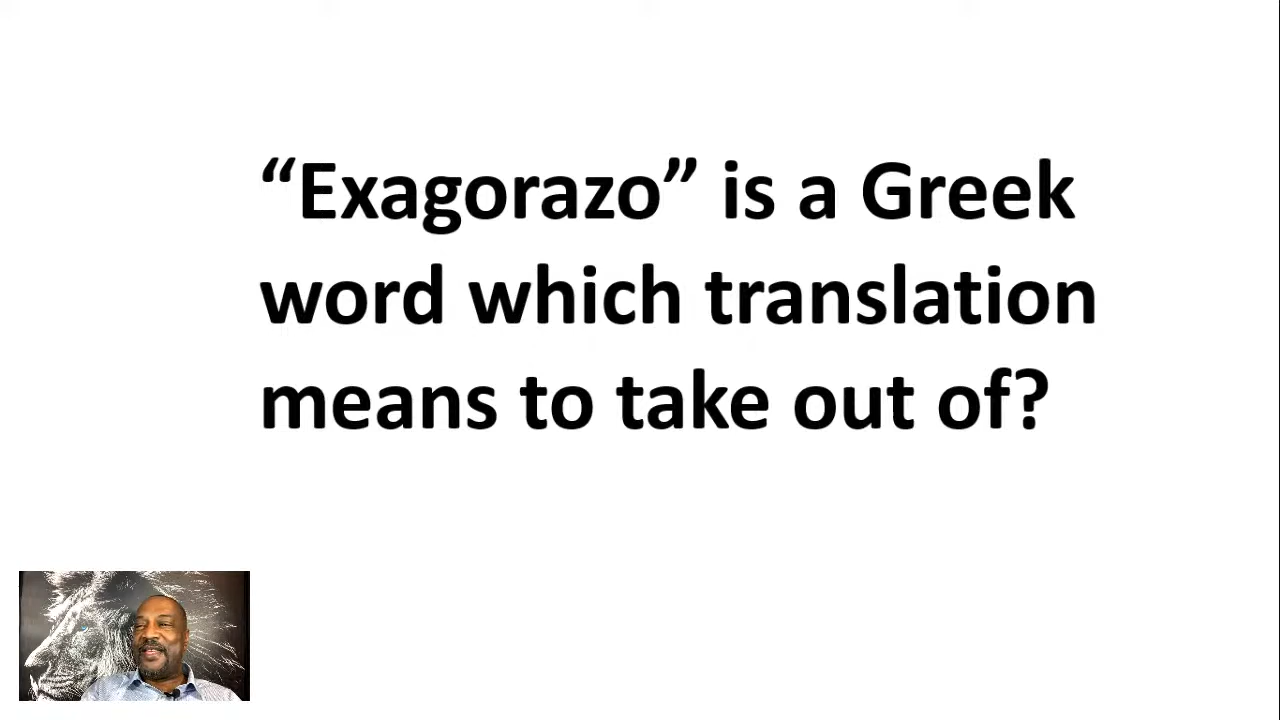 “Exagorazo” is a Greek
word which translation
means to take out of?